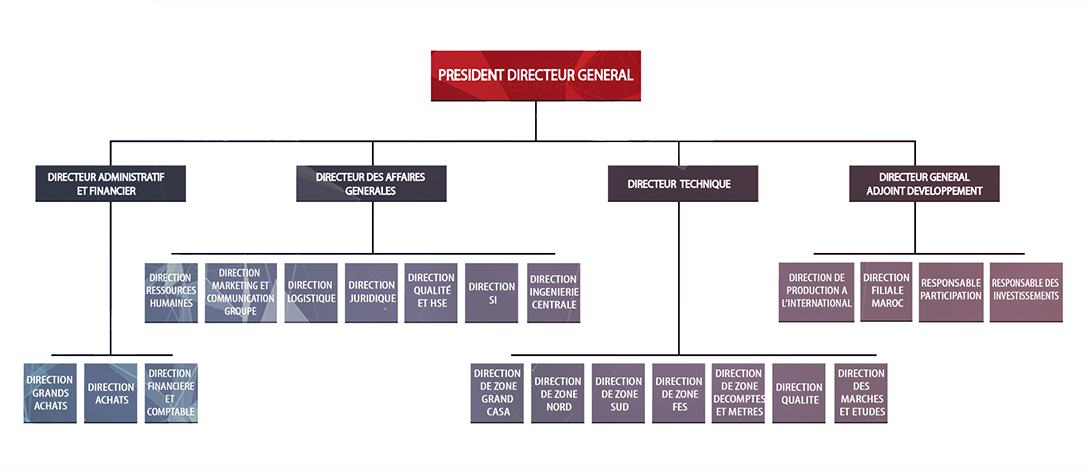 PRESIDENT DIRECTEUR GENERAL
DIRECTEUR ADMINISTRATIF
ET FINANCIER
DIRECTEUR DES AFFAIRES
GENERALES
DIRECTEUR TECHNIQUE
DIRECTEUR GENERAL
ADJOINT DEVELOPPEMENT
DIRECTION
RESSOURCES
HUMAINES
DIRECTION
MARKETING ET
COMMUNICATION
GROUPE
DIRECTION
LOGISTIQUE
DIRECTION
JURIDIQUE
DIRECTION
QUALITÉ
ET HSE
DIRECTION
SI
DIRECTION
INGENIERIE
CENTRALE
DIRECTION DE
PRODUCTION A
L'INTERNATIONAL
DIRECTION
FILIALE
MAROC
RESPONSABLE
PARTICIPATION
RESPONSABLE DES
INVESTISSEMENTS
DIRECTION
GRANDS
ACHATS
DIRECTION
ACHATS
DIRECTION
FINANCIERE
ET
COMPTABLE
DIRECTION
DE ZONE
GRAND
CASA
DIRECTION
DE ZONE
NORD
DIRECTION
DE ZONE
SUD
DIRECTION
DE ZONE
FES
DIRECTION
DE ZONE
DECOMPTES
ET METRES
DIRECTION
QUALITE
DIRECTION
DES
MARCHES
ET ETUDES